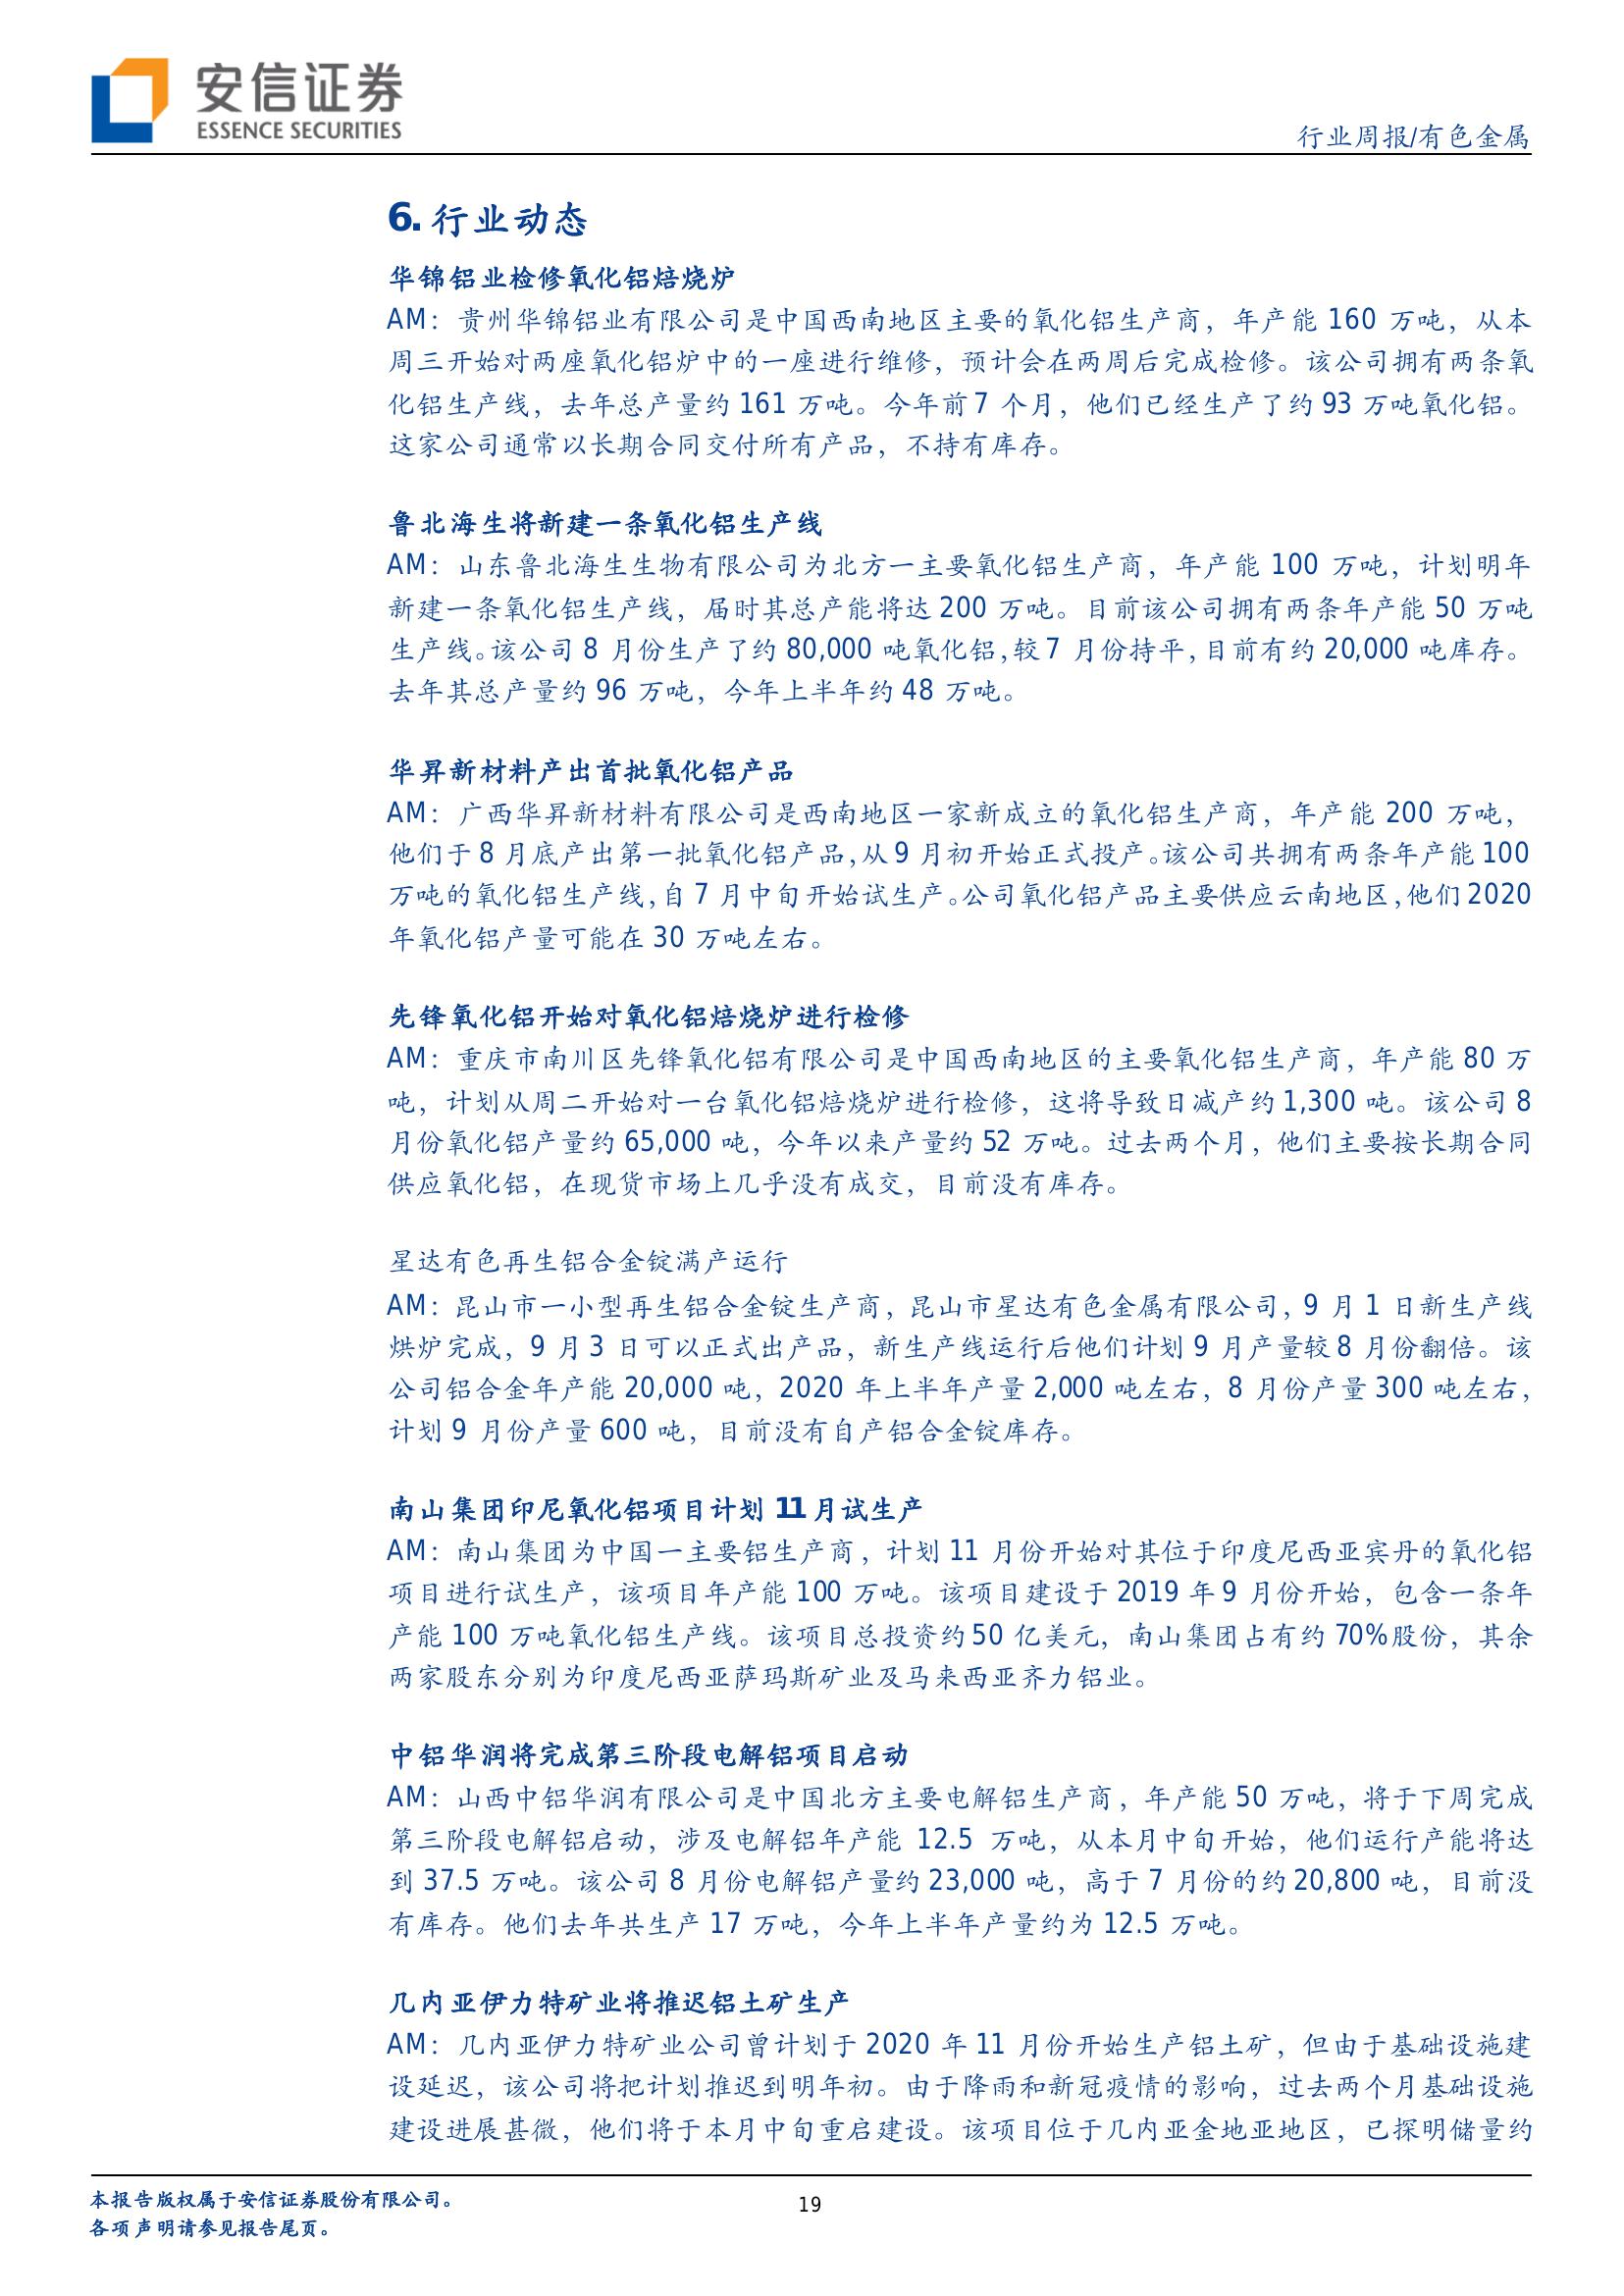 安信证券
ESSENCE SECURITIES
行业周报/有色金属
6. 行业动态
华锦铝业检修氧化铝焙烧炉
AM：贵州华锦铝业有限公司是中国西南地区主要的氧化铝生产商，年产能 160 万吨，从本
周三开始对两座氧化铝炉中的一座进行维修，预计会在两周后完成检修。该公司拥有两条氧
化铝生产线，去年总产量约 161 万吨。今年前 7 个月，他们已经生产了约 93 万吨氧化铝。
这家公司通常以长期合同交付所有产品，不持有库存。
鲁北海生将新建一条氧化铝生产线
AM：山东鲁北海生生物有限公司为北方一主要氧化铝生产商，年产能 100 万吨，计划明年
新建一条氧化铝生产线，届时其总产能将达 200 万吨。目前该公司拥有两条年产能 50 万吨
生产线。该公司 8 月份生产了约 80,000 吨氧化铝，较 7 月份持平，目前有约 20,000 吨库存。
去年其总产量约 96 万吨，今年上半年约 48 万吨。
华昇新材料产出首批氧化铝产品
AM：广西华昇新材料有限公司是西南地区一家新成立的氧化铝生产商，年产能 200 万吨，
他们于 8 月底产出第一批氧化铝产品，从 9 月初开始正式投产。该公司共拥有两条年产能 100
万吨的氧化铝生产线，自 7 月中旬开始试生产。公司氧化铝产品主要供应云南地区，他们 2020
年氧化铝产量可能在 30 万吨左右。
先锋氧化铝开始对氧化铝焙烧炉进行检修
AM：重庆市南川区先锋氧化铝有限公司是中国西南地区的主要氧化铝生产商，年产能 80 万
吨，计划从周二开始对一台氧化铝焙烧炉进行检修，这将导致日减产约 1,300 吨。该公司 8
月份氧化铝产量约 65,000 吨，今年以来产量约 52 万吨。过去两个月，他们主要按长期合同
供应氧化铝，在现货市场上几乎没有成交，目前没有库存。
星达有色再生铝合金锭满产运行
AM：昆山市一小型再生铝合金锭生产商，昆山市星达有色金属有限公司，9 月 1 日新生产线
烘炉完成，9 月 3 日可以正式出产品，新生产线运行后他们计划 9 月产量较 8 月份翻倍。该
公司铝合金年产能 20,000 吨，2020 年上半年产量 2,000 吨左右，8 月份产量 300 吨左右，
计划 9 月份产量 600 吨，目前没有自产铝合金锭库存。
南山集团印尼氧化铝项目计划 11 月试生产
AM：南山集团为中国一主要铝生产商，计划 11 月份开始对其位于印度尼西亚宾丹的氧化铝
项目进行试生产，该项目年产能 100 万吨。该项目建设于 2019 年 9 月份开始，包含一条年
产能 100 万吨氧化铝生产线。该项目总投资约 50 亿美元，南山集团占有约 70%股份，其余
两家股东分别为印度尼西亚萨玛斯矿业及马来西亚齐力铝业。
中铝华润将完成第三阶段电解铝项目启动
AM：山西中铝华润有限公司是中国北方主要电解铝生产商，年产能 50 万吨，将于下周完成
第三阶段电解铝启动，涉及电解铝年产能 12.5 万吨，从本月中旬开始，他们运行产能将达
到 37.5 万吨。该公司 8 月份电解铝产量约 23,000 吨，高于 7 月份的约 20,800 吨，目前没
有库存。他们去年共生产 17 万吨，今年上半年产量约为 12.5 万吨。
几内亚伊力特矿业将推迟铝土矿生产
AM：几内亚伊力特矿业公司曾计划于 2020 年 11 月份开始生产铝土矿，但由于基础设施建
设延迟，该公司将把计划推迟到明年初。由于降雨和新冠疫情的影响，过去两个月基础设施
建设进展甚微，他们将于本月中旬重启建设。该项目位于几内亚金地亚地区，已探明储量约
本报告版权属于安信证券股份有限公司。
各项声明请参见报告尾页。
19